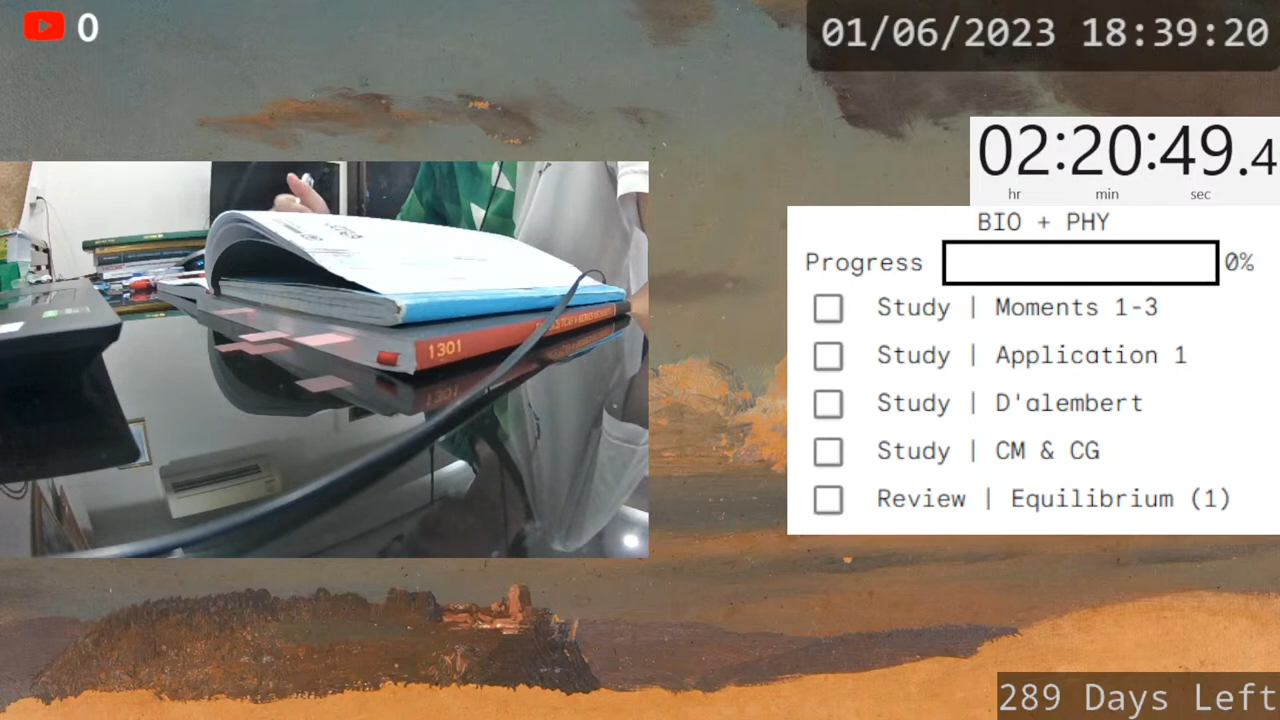 0
01/06/2023 18:39:20
02:20:49.4
hr min sec
BIO + PHY
Progress 0%
Study | Moments 1-3
Study | Application 1
Study | D'alembert
Study | CM & CG
Review | Equilibrium (1)
1301
289 Days Left